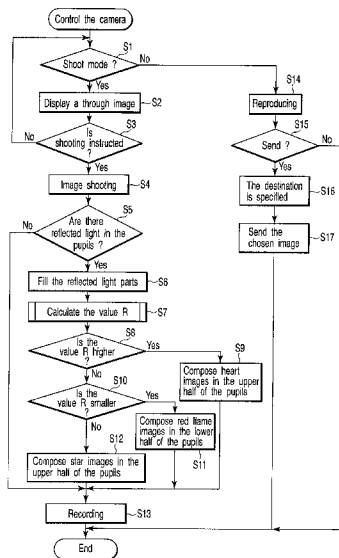 Control the camera
S1
Shoot mode ?
No
Yes
S14
Reproducing
Display a through image
S2
S15
S3
Is
shooting instructed
?
No
Send ?
No
Yes
Yes
Image shooting
S4
The destination
is specified
S16
S5
Are there
reflected light in the
pupils ?
No
Send the
chosen image
S17
Yes
Fill the reflected light parts
S6
Calculate the value R
S7
S8
Is the
value R higher
?
Yes
S9
No
Compose heart
images in the upper
half of the pupils
S10
Is the
value R smaller
?
Yes
No
Compose red flame
images in the lower
half of the pupils
S11
S12
Compose star images in the
upper half of the pupils
Recording
S13
End